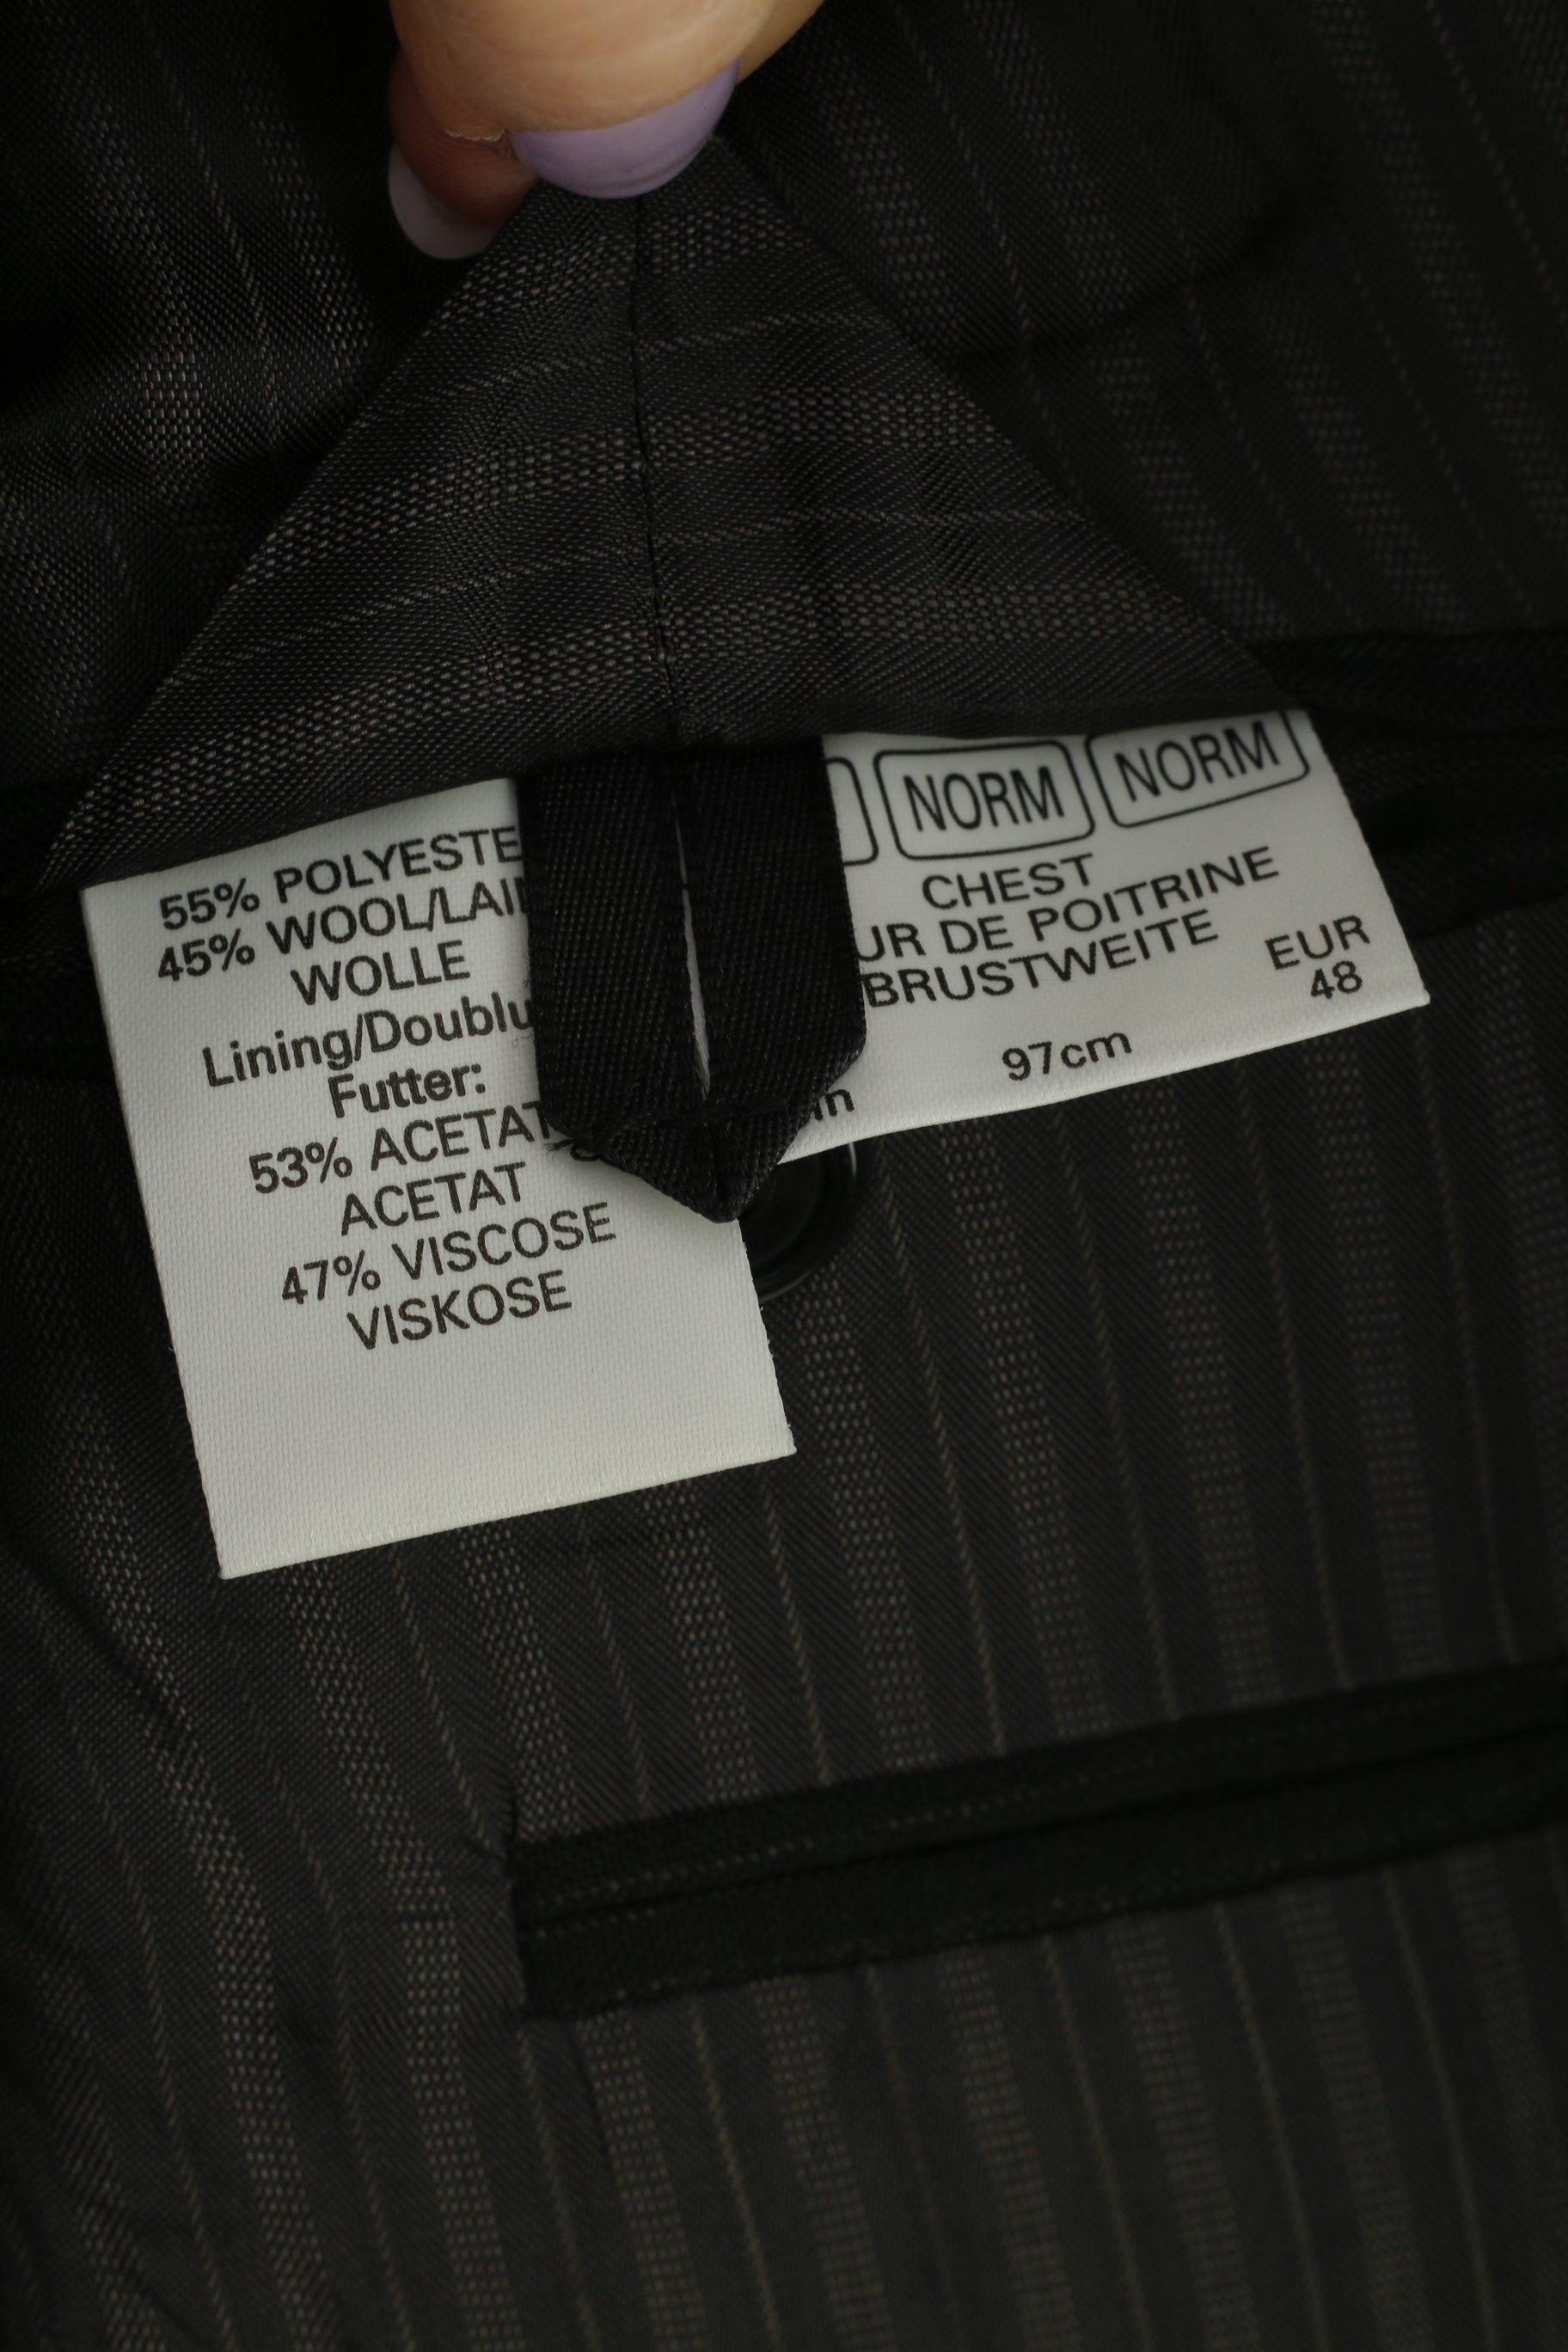 55% POLYESTE
45% WOOL/LAI
WOLLE
Lining/Doublu
Futter:
53% ACETAT
ACETAT
47% VISCOSE
VISKOSE
NORM NORM
CHEST
UR DE POITRINE
BRUSTWEITE
EUR
48
97cm